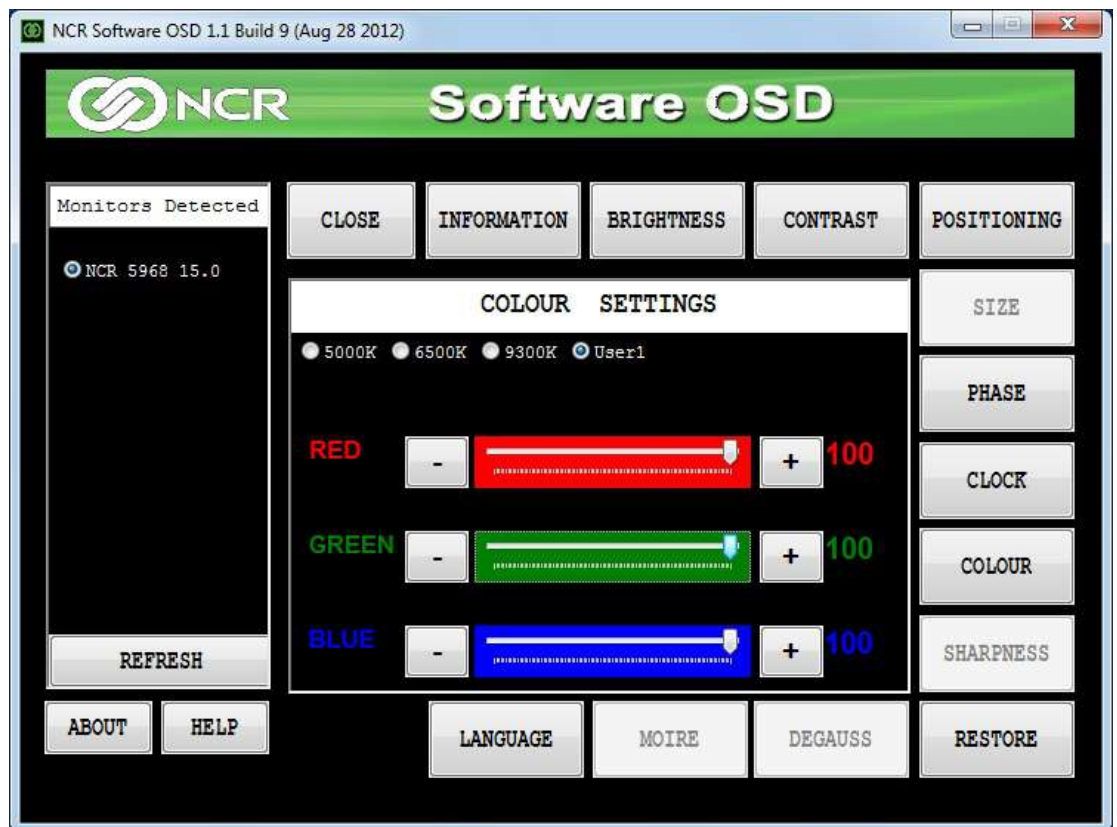 NCR Software OSD 1.1 Build 9 (Aug 28 2012)
NCR Software OSD
Monitors Detected
NCR 5968 15.0
REFRESH
CLOSE INFORMATION BRIGHTNESS CONTRAST POSITIONING
COLOUR SETTINGS
5000K 6500K 9300K User1
RED - + 100
GREEN - + 100
BLUE - + 100
SIZE
PHASE
CLOCK
COLOUR
SHARPNESS
ABOUT HELP LANGUAGE MOIRE DEGAUSS RESTORE